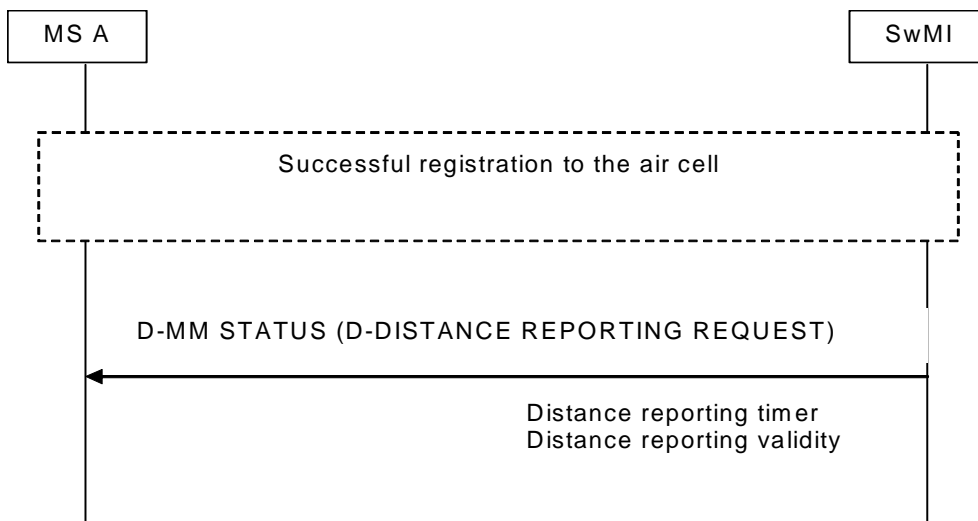 MS A
SwMI
Successful registration to the air cell
D-MM STATUS (D-DISTANCE REPORTING REQUEST)
Distance reporting timer
Distance reporting validity